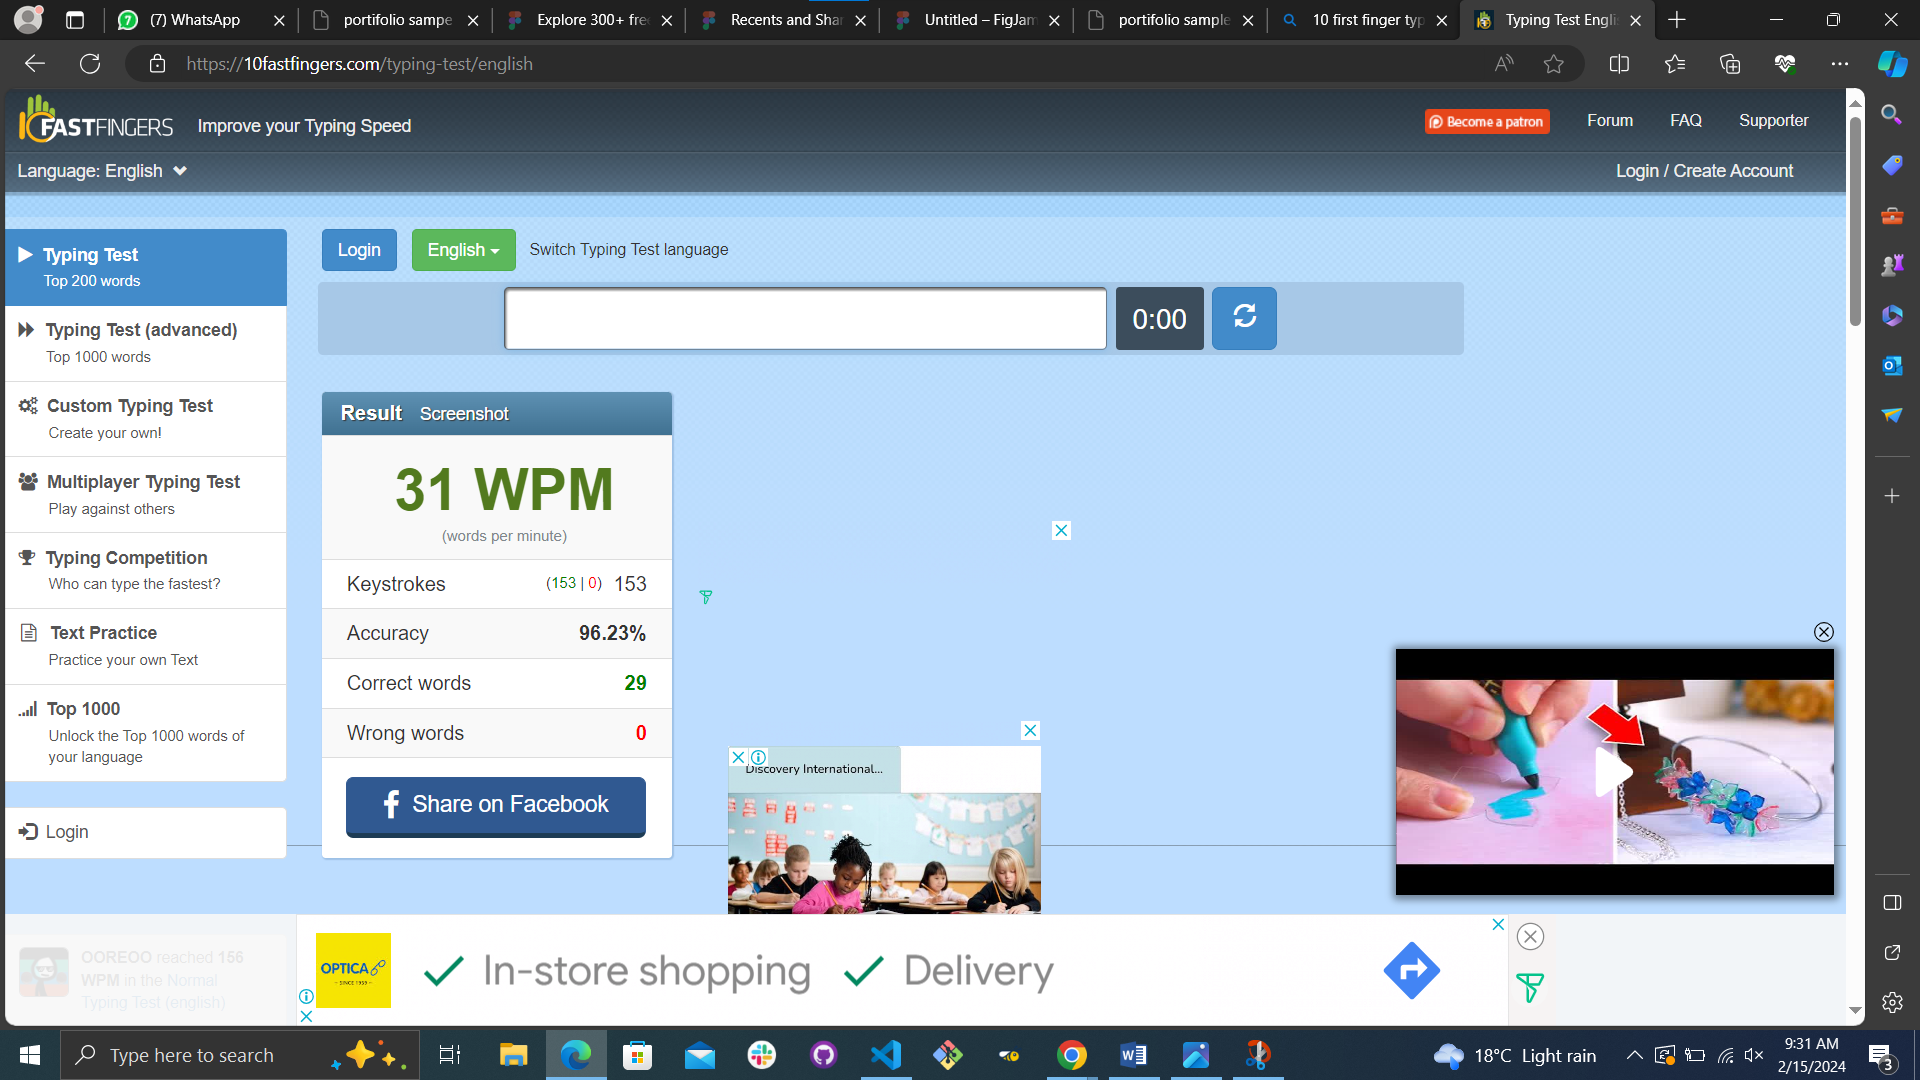 (7) WhatsApp
portifolio sampe
Explore 300+ fre
Recents and Shar
Untitled – FigJam
portifolio sample
10 first finger typ
Typing Test Engli
https://10fastfingers.com/typing-test/english
10FASTFINGERS
Improve your Typing Speed
Become a patron
Forum
FAQ
Supporter
Language: English
Login / Create Account
Typing Test
Top 200 words
Typing Test (advanced)
Top 1000 words
Custom Typing Test
Create your own!
Multiplayer Typing Test
Play against others
Typing Competition
Who can type the fastest?
Text Practice
Practice your own Text
Top 1000
Unlock the Top 1000 words of
your language
Login
OOREOO reached 156
WPM in the Normal
Typing Test (english)
Login
English
Switch Typing Test language
0:00
Result Screenshot
31 WPM
(words per minute)
Keystrokes (153 | 0) 153
Accuracy 96.23%
Correct words 29
Wrong words 0
Share on Facebook
Discovery International...
OPTICA
SINCE 1959
In-store shopping
Delivery
Type here to search
18°C Light rain
9:31 AM
2/15/2024
3